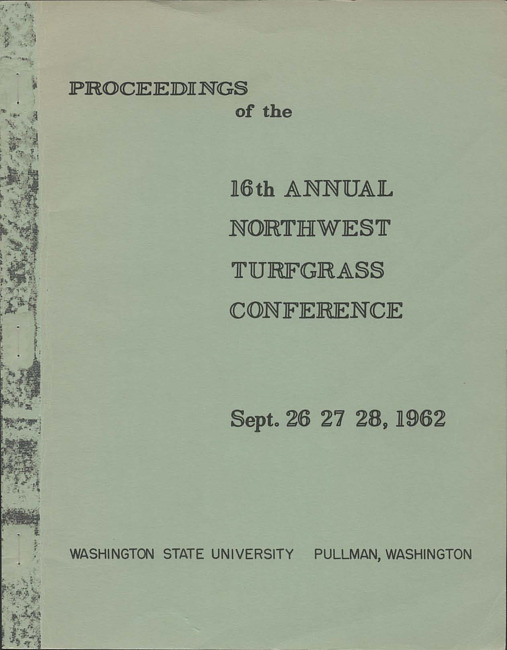 PROCEEDINGS
of the
16th ANNUAL
NORTHWEST
TURFGRASS
CONFERENCE
Sept. 26 27 28, 1962
WASHINGTON STATE UNIVERSITY PULLMAN, WASHINGTON